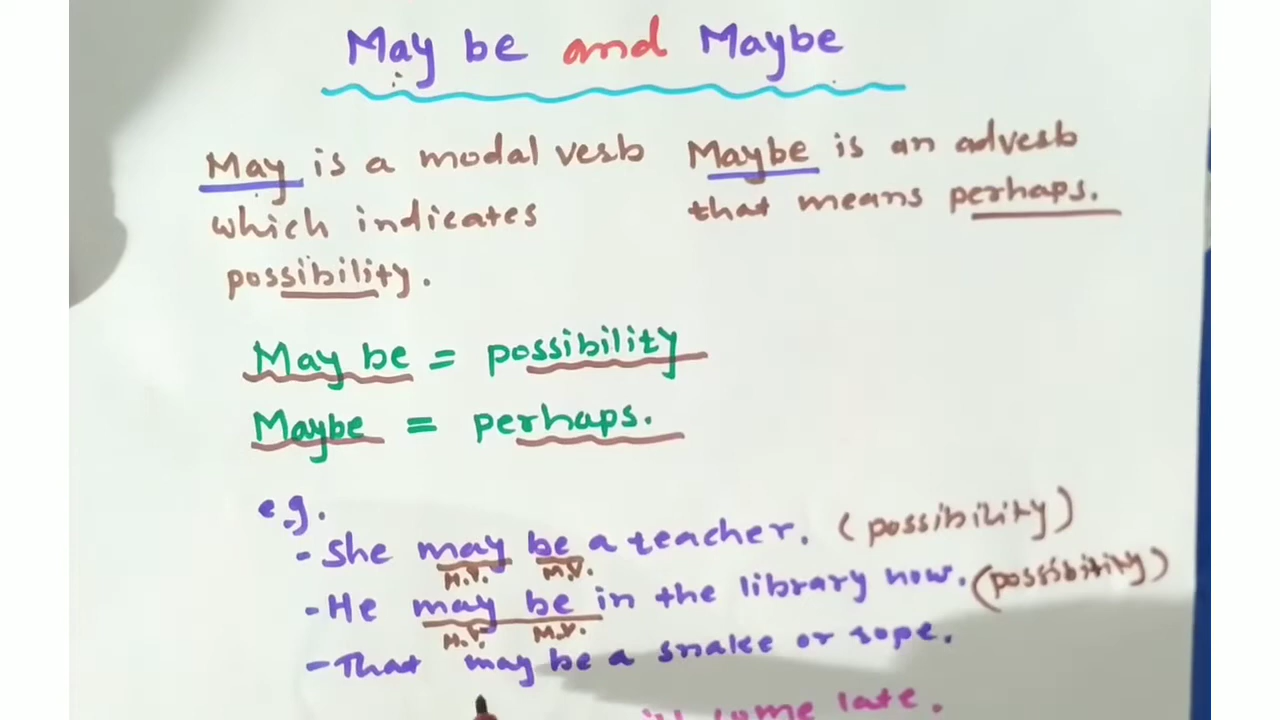 May be and Maybe
May is a modal verb
which indicates
possibility.
Maybe is an adverb
that means perhaps.
May be = possibility
Maybe = perhaps.
e.g.
- She may be a teacher. (possibility)
H.V. M.V.
- He may be in the library now. (possibility)
H.V. M.V.
- That may be a snake or rope.
come late.